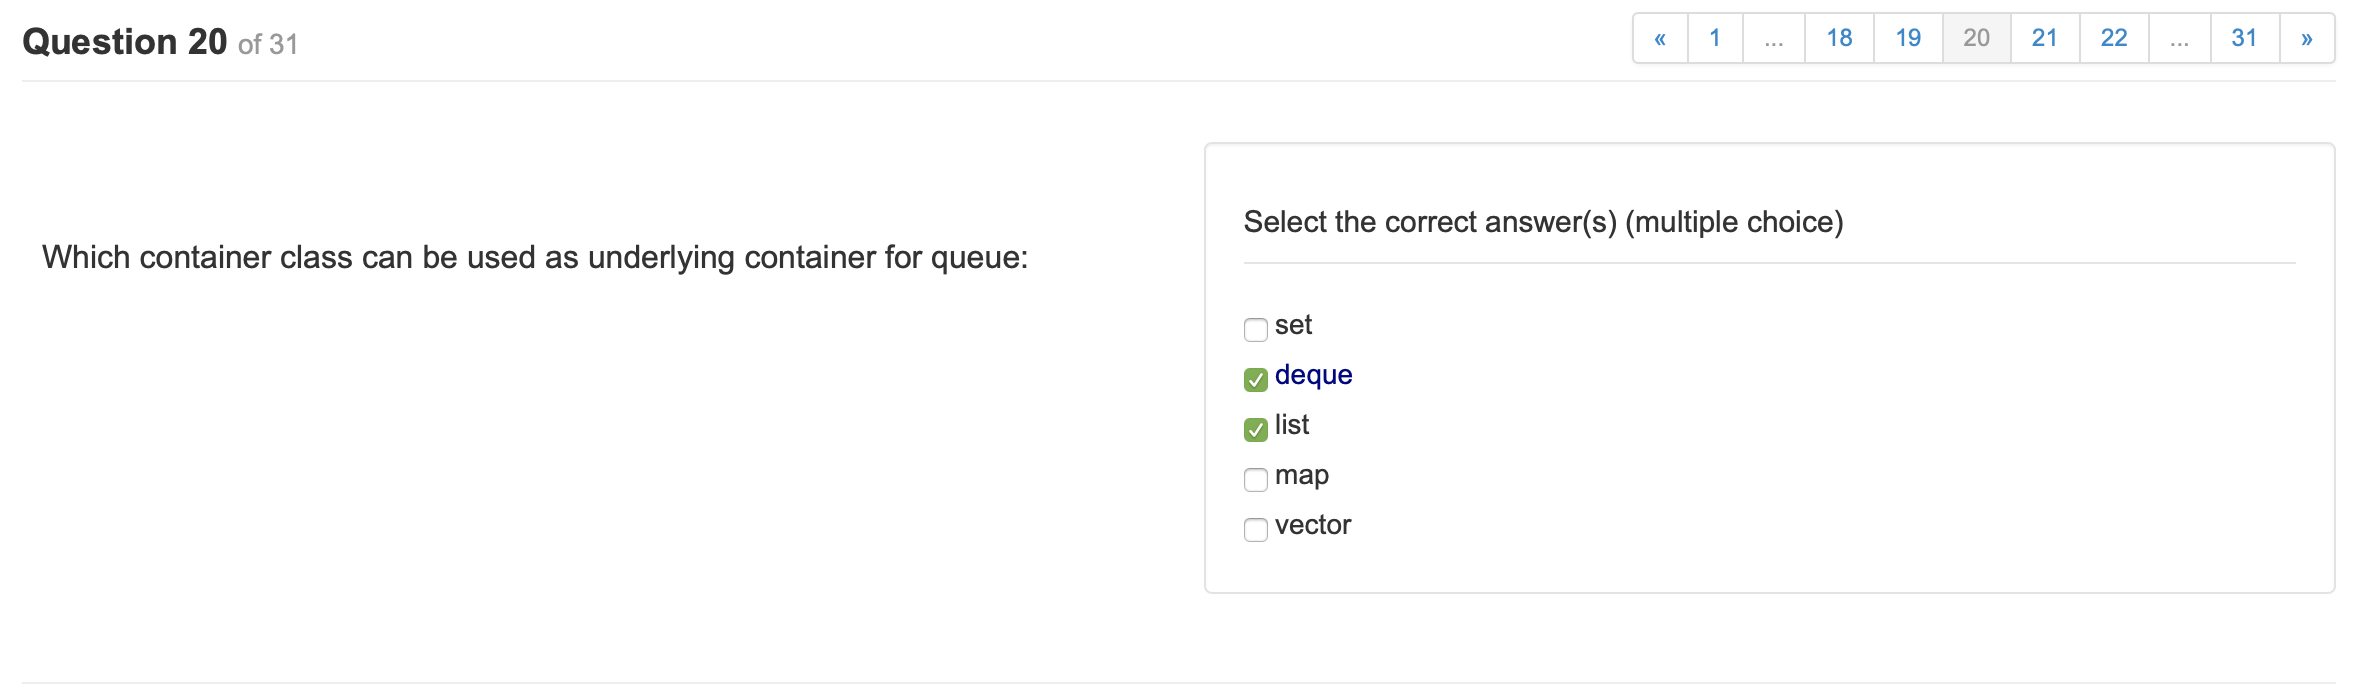 Question 20 of 31
« 1 ... 18 19 20 21 22 ... 31 »
Which container class can be used as underlying container for queue:
Select the correct answer(s) (multiple choice)
set
deque
list
map
vector